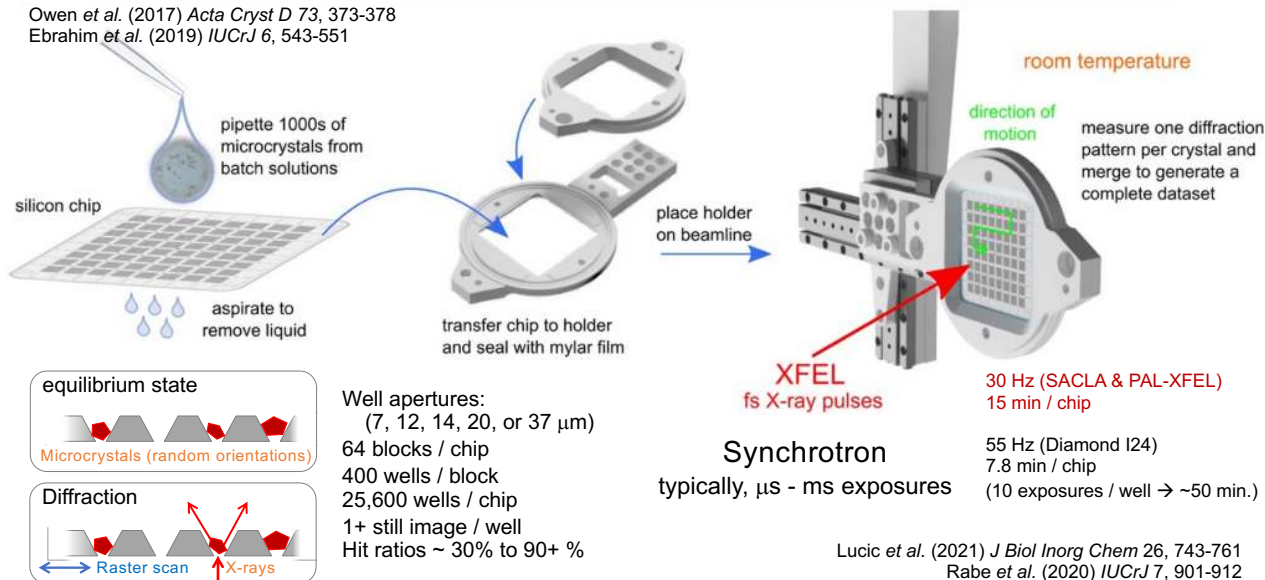 Owen et al. (2017) Acta Cryst D 73, 373-378
Ebrahim et al. (2019) IUCrJ 6, 543-551
pipette 1000s of
microcrystals from
batch solutions
silicon chip
aspirate to
remove liquid
transfer chip to holder
and seal with mylar film
place holder
on beamline
room temperature
direction of
motion
measure one diffraction
pattern per crystal and
merge to generate a
complete dataset
XFEL
fs X-ray pulses
30 Hz (SACLA & PAL-XFEL)
15 min / chip
Synchrotron
typically, μs - ms exposures
55 Hz (Diamond I24)
7.8 min / chip
(10 exposures / well → ~50 min.)
equilibrium state
Microcrystals (random orientations)
Diffraction
Raster scan
X-rays
Well apertures:
(7, 12, 14, 20, or 37 μm)
64 blocks / chip
400 wells / block
25,600 wells / chip
1+ still image / well
Hit ratios ~ 30% to 90+ %
Lucic et al. (2021) J Biol Inorg Chem 26, 743-761
Rabe et al. (2020) IUCrJ 7, 901-912